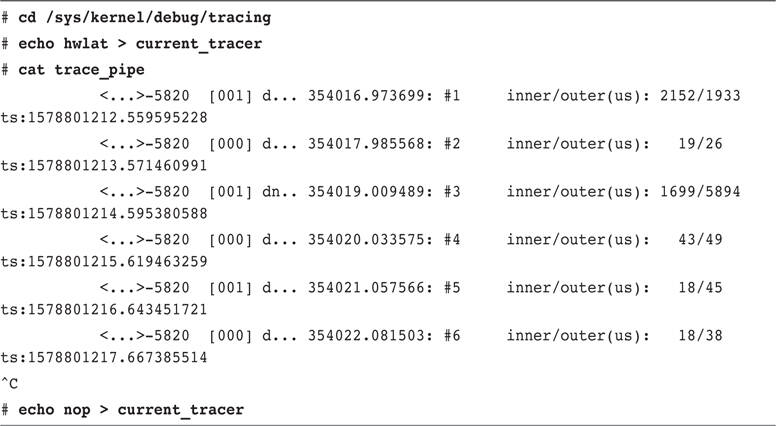 # cd /sys/kernel/debug/tracing
# echo hwlat > current_tracer
# cat trace_pipe
           <...>-5820  [001] d... 354016.973699: #1     inner/outer(us): 2152/1933
ts:1578801212.559595228
           <...>-5820  [000] d... 354017.985568: #2     inner/outer(us):   19/26
ts:1578801213.571460991
           <...>-5820  [001] dn.. 354019.009489: #3     inner/outer(us): 1699/5894
ts:1578801214.595380588
           <...>-5820  [000] d... 354020.033575: #4     inner/outer(us):   43/49
ts:1578801215.619463259
           <...>-5820  [001] d... 354021.057566: #5     inner/outer(us):   18/45
ts:1578801216.643451721
           <...>-5820  [000] d... 354022.081503: #6     inner/outer(us):   18/38
ts:1578801217.667385514
^C
# echo nop > current_tracer